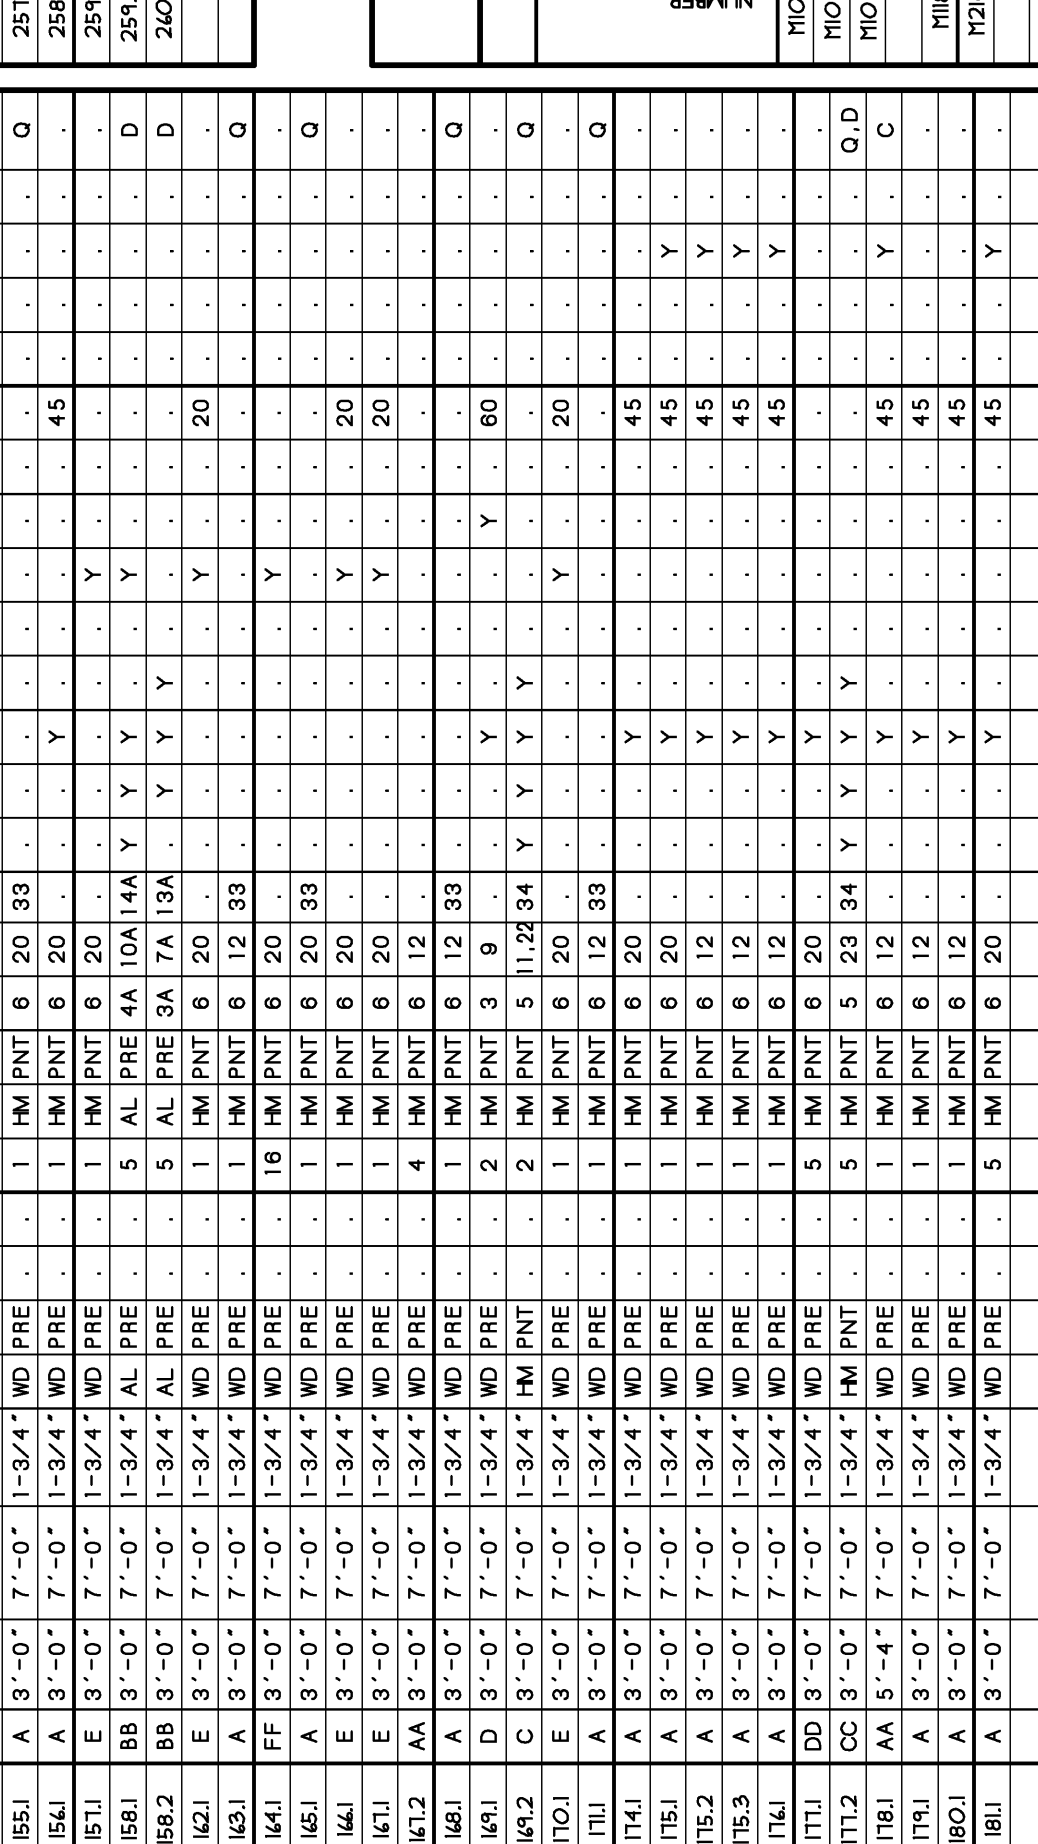 155.1 A 3'-0" 7'-0" 1-3/4" WD PRE . . 1 HM PNT 6 20 33 . . . . . . . . . . . . . Q
156.1 A 3'-0" 7'-0" 1-3/4" WD PRE . . 1 HM PNT 6 20 . . . Y . . . . . 45 . . . . .
157.1 E 3'-0" 7'-0" 1-3/4" WD PRE . . 1 HM PNT 6 20 . . . . . . Y . . . . . . . .
158.1 BB 3'-0" 7'-0" 1-3/4" AL PRE . . 5 AL PRE 4A 10A 14A Y Y Y . . Y . . . . . . . D
158.2 BB 3'-0" 7'-0" 1-3/4" AL PRE . . 5 AL PRE 3A 7A 13A . Y Y Y . . . . . . . . . D
162.1 E 3'-0" 7'-0" 1-3/4" WD PRE . . 1 HM PNT 6 20 . . . . . . Y . . 20 . . . . .
163.1 A 3'-0" 7'-0" 1-3/4" WD PRE . . 1 HM PNT 6 12 33 . . . . . . . . . . . . . Q
164.1 FF 3'-0" 7'-0" 1-3/4" WD PRE . . 16 HM PNT 6 20 . . . . . . Y . . . . . . . .
165.1 A 3'-0" 7'-0" 1-3/4" WD PRE . . 1 HM PNT 6 20 33 . . . . . . . . . . . . . Q
166.1 E 3'-0" 7'-0" 1-3/4" WD PRE . . 1 HM PNT 6 20 . . . . . . Y . . 20 . . . . .
167.1 E 3'-0" 7'-0" 1-3/4" WD PRE . . 1 HM PNT 6 20 . . . . . . Y . . 20 . . . . .
167.2 AA 3'-0" 7'-0" 1-3/4" WD PRE . . 4 HM PNT 6 12 . . . . . . . . . . . . . . .
168.1 A 3'-0" 7'-0" 1-3/4" WD PRE . . 1 HM PNT 6 12 33 . . . . . . . . . . . . . Q
169.1 D 3'-0" 7'-0" 1-3/4" WD PRE . . 2 HM PNT 3 9 . . . Y . . . Y . 60 . . . . .
169.2 C 3'-0" 7'-0" 1-3/4" HM PNT . . 2 HM PNT 5 11,22 34 Y Y Y Y . . . . . . . . . Q
170.1 E 3'-0" 7'-0" 1-3/4" WD PRE . . 1 HM PNT 6 20 . . . . . . Y . . 20 . . . . .
171.1 A 3'-0" 7'-0" 1-3/4" WD PRE . . 1 HM PNT 6 12 33 . . . . . . . . . . . . . Q
174.1 A 3'-0" 7'-0" 1-3/4" WD PRE . . 1 HM PNT 6 20 . . . Y . . . . . 45 . . . . .
175.1 A 3'-0" 7'-0" 1-3/4" WD PRE . . 1 HM PNT 6 20 . . . Y . . . . . 45 . . Y . .
175.2 A 3'-0" 7'-0" 1-3/4" WD PRE . . 1 HM PNT 6 12 . . . Y . . . . . 45 . . Y . .
175.3 A 3'-0" 7'-0" 1-3/4" WD PRE . . 1 HM PNT 6 12 . . . Y . . . . . 45 . . Y . .
176.1 A 3'-0" 7'-0" 1-3/4" WD PRE . . 1 HM PNT 6 12 . . . Y . . . . . 45 . . Y . .
177.1 DD 3'-0" 7'-0" 1-3/4" WD PRE . . 5 HM PNT 6 20 . . . Y . . . . . . . . . . .
177.2 CC 3'-0" 7'-0" 1-3/4" HM PNT . . 5 HM PNT 5 23 34 Y Y Y Y . . . . . . . . . Q,D
178.1 AA 5'-4" 7'-0" 1-3/4" WD PRE . . 1 HM PNT 6 12 . . . Y . . . . . 45 . . Y . C
179.1 A 3'-0" 7'-0" 1-3/4" WD PRE . . 1 HM PNT 6 12 . . . Y . . . . . 45 . . . . .
180.1 A 3'-0" 7'-0" 1-3/4" WD PRE . . 1 HM PNT 6 12 . . . Y . . . . . 45 . . . . .
181.1 A 3'-0" 7'-0" 1-3/4" WD PRE . . 5 HM PNT 6 20 . . . Y . . . . . 45 . . Y . .
257
258
259
259.
260
NUMBER
M10
M10
M10
M21